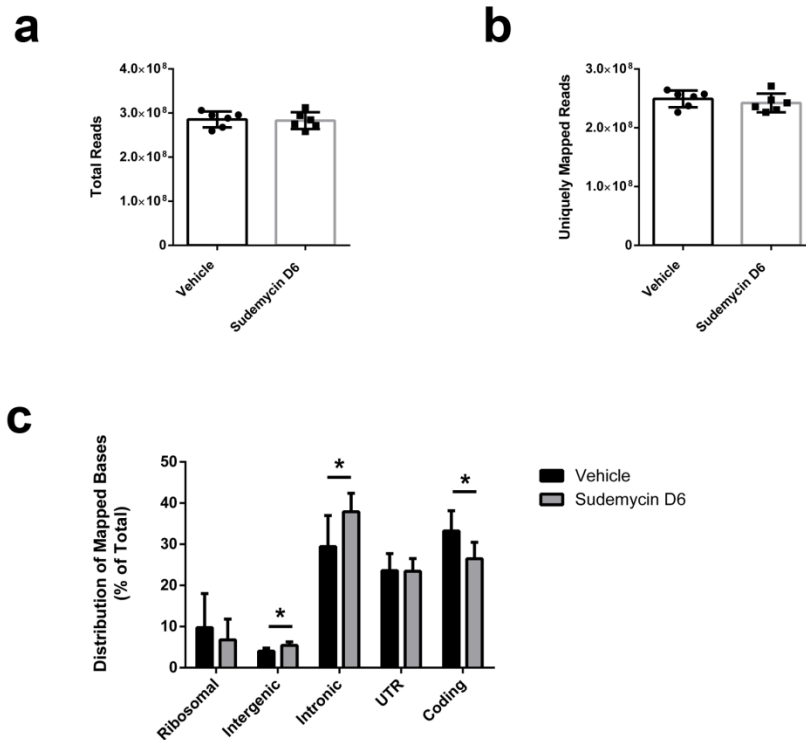 a
4.0×10⁸
3.0×10⁸
2.0×10⁸
1.0×10⁸
0
Total Reads
Vehicle
Sudemycin D6
b
3.0×10⁸
2.0×10⁸
1.0×10⁸
0
Uniquely Mapped Reads
Vehicle
Sudemycin D6
c
Distribution of Mapped Bases
(% of Total)
50
40
30
20
10
0
*
*
*
Ribosomal
Intergenic
Intronic
UTR
Coding
Vehicle
Sudemycin D6